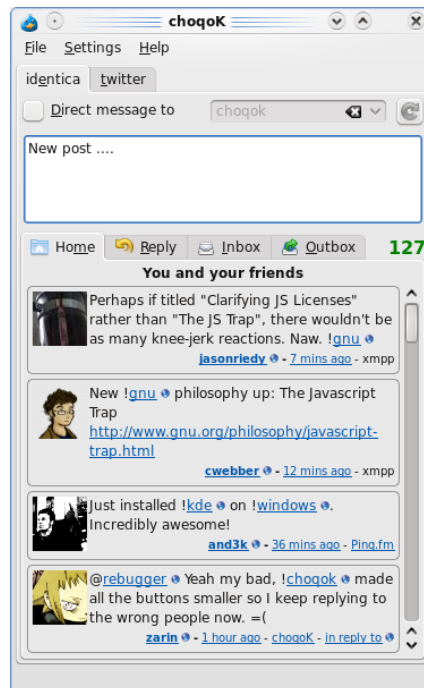 choqoK
File Settings Help
identica twitter
Direct message to choqok
New post ....
Home Reply Inbox Outbox 127
You and your friends
Perhaps if titled "Clarifying JS Licenses"
rather than "The JS Trap", there wouldn't be
as many knee-jerk reactions. Naw. !gnu
jasonriedy - 7 mins ago - xmpp
New !gnu philosophy up: The Javascript
Trap
http://www.gnu.org/philosophy/javascript-
trap.html
cwebber - 12 mins ago - xmpp
Just installed !kde on !windows .
Incredibly awesome!
and3k - 36 mins ago - Ping.fm
@rebugger Yeah my bad, !choqok made
all the buttons smaller so I keep replying to
the wrong people now. =(
zarin - 1 hour ago - choqoK - in reply to